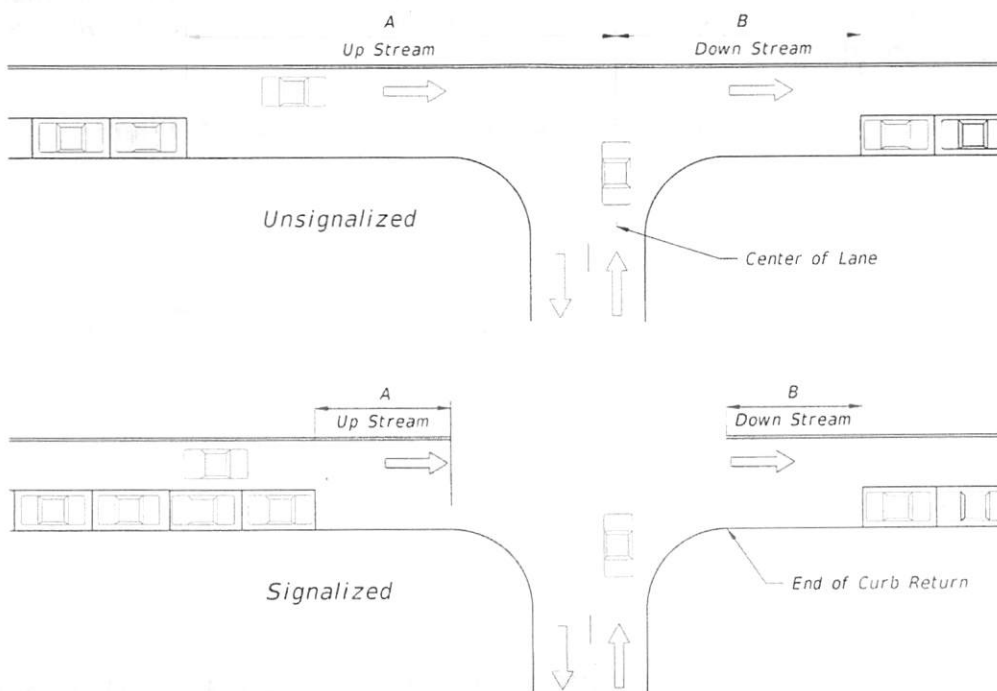 A
B
Up Stream
Down Stream
Unsignalized
Center of Lane
A
B
Up Stream
Down Stream
Signalized
End of Curb Return